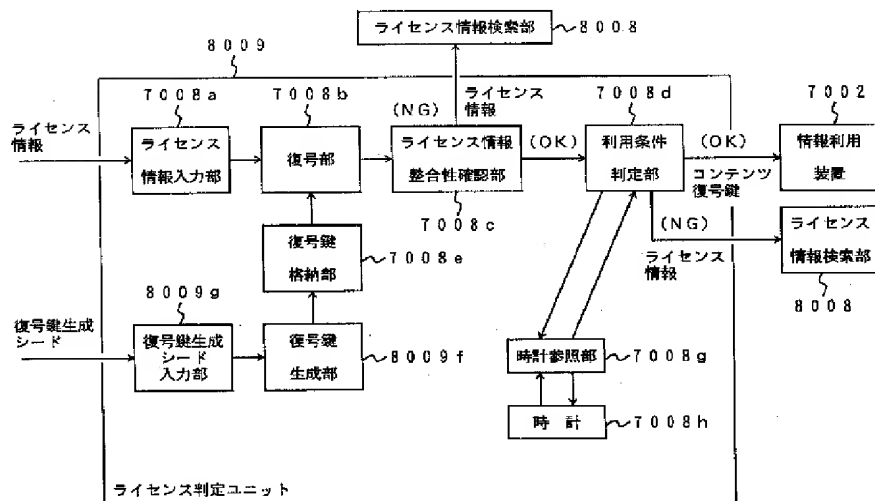 ライセンス情報検索部
8008
8009
7008a
7008b
7008d
7002
(NG)
ライセンス
情報
ライセンス
情報
ライセンス
情報入力部
復号部
ライセンス情報
整合性確認部
(OK)
利用条件
判定部
(OK)
コンテンツ
復号鍵
情報利用
装置
7008c
(NG)
ライセンス
情報
ライセンス
情報検索部
8008
復号鍵
格納部
7008e
8009g
復号鍵生成
シード
復号鍵生成
シード
入力部
復号鍵
生成部
8009f
時計参照部
7008g
時計
7008h
ライセンス判定ユニット